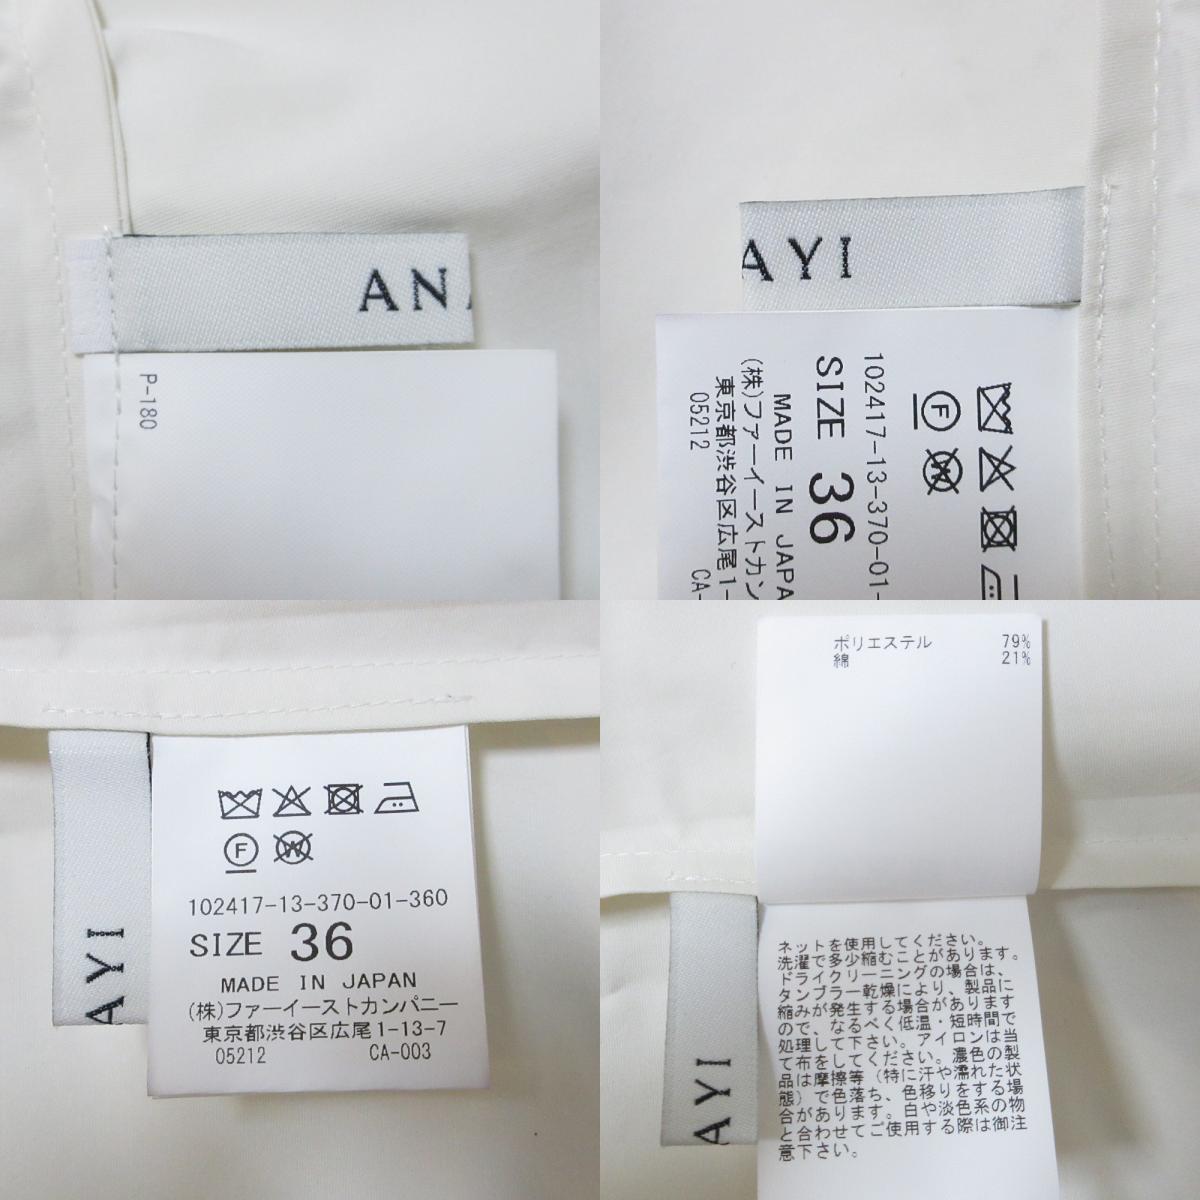 AN
P-180
AYI
102417-13-370-01-
SIZE 36
MADE IN JAPA
(株)ファーイーストカン
東京都渋谷区広尾1-
05212 CA-
F
W
AYI
F
W
102417-13-370-01-360
SIZE 36
MADE IN JAPAN
(株)ファーイーストカンパニー
東京都渋谷区広尾1-13-7
05212 CA-003
ポリエステル 79%
綿 21%
AYI
ネットを使用してください。
洗濯で多少縮むことがあります。
ドライクリーニングの場合は、
タンブラー乾燥により、製品に
縮みが発生する場合があります
ので、なるべく低温・短時間で
処理して下さい。アイロンは当
て布をしてください。濃色の製
品は摩擦等（特に汗や濡れた状
態）で色落ち、色移りをする場
合があります。白や淡色系の物
と合わせてご使用する際は御注
意下さい。